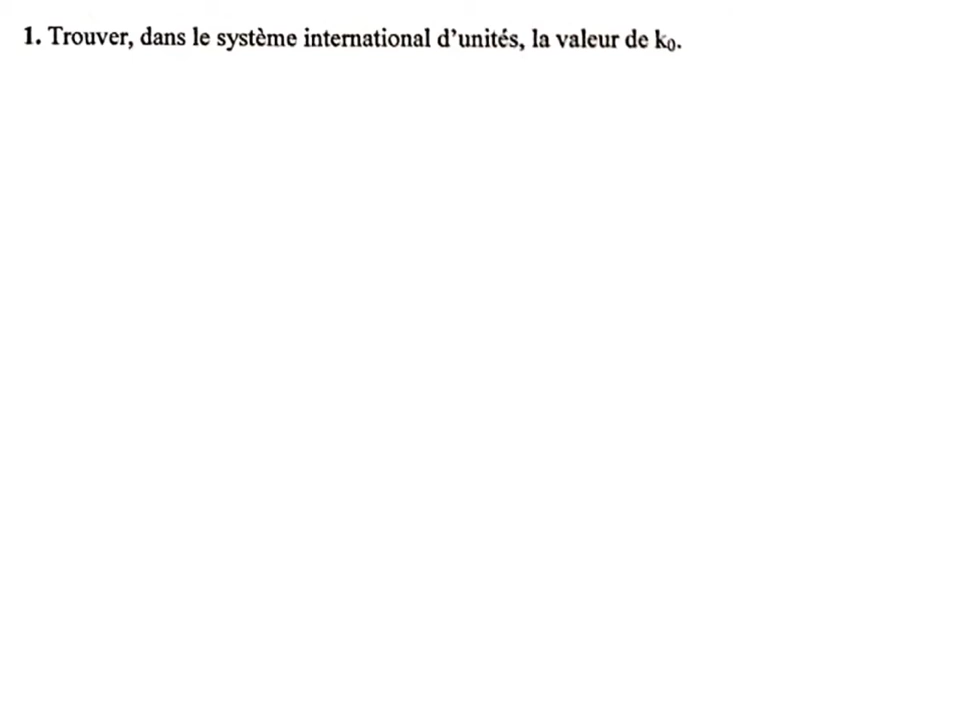 1. Trouver, dans le système international d'unités, la valeur de k₀.